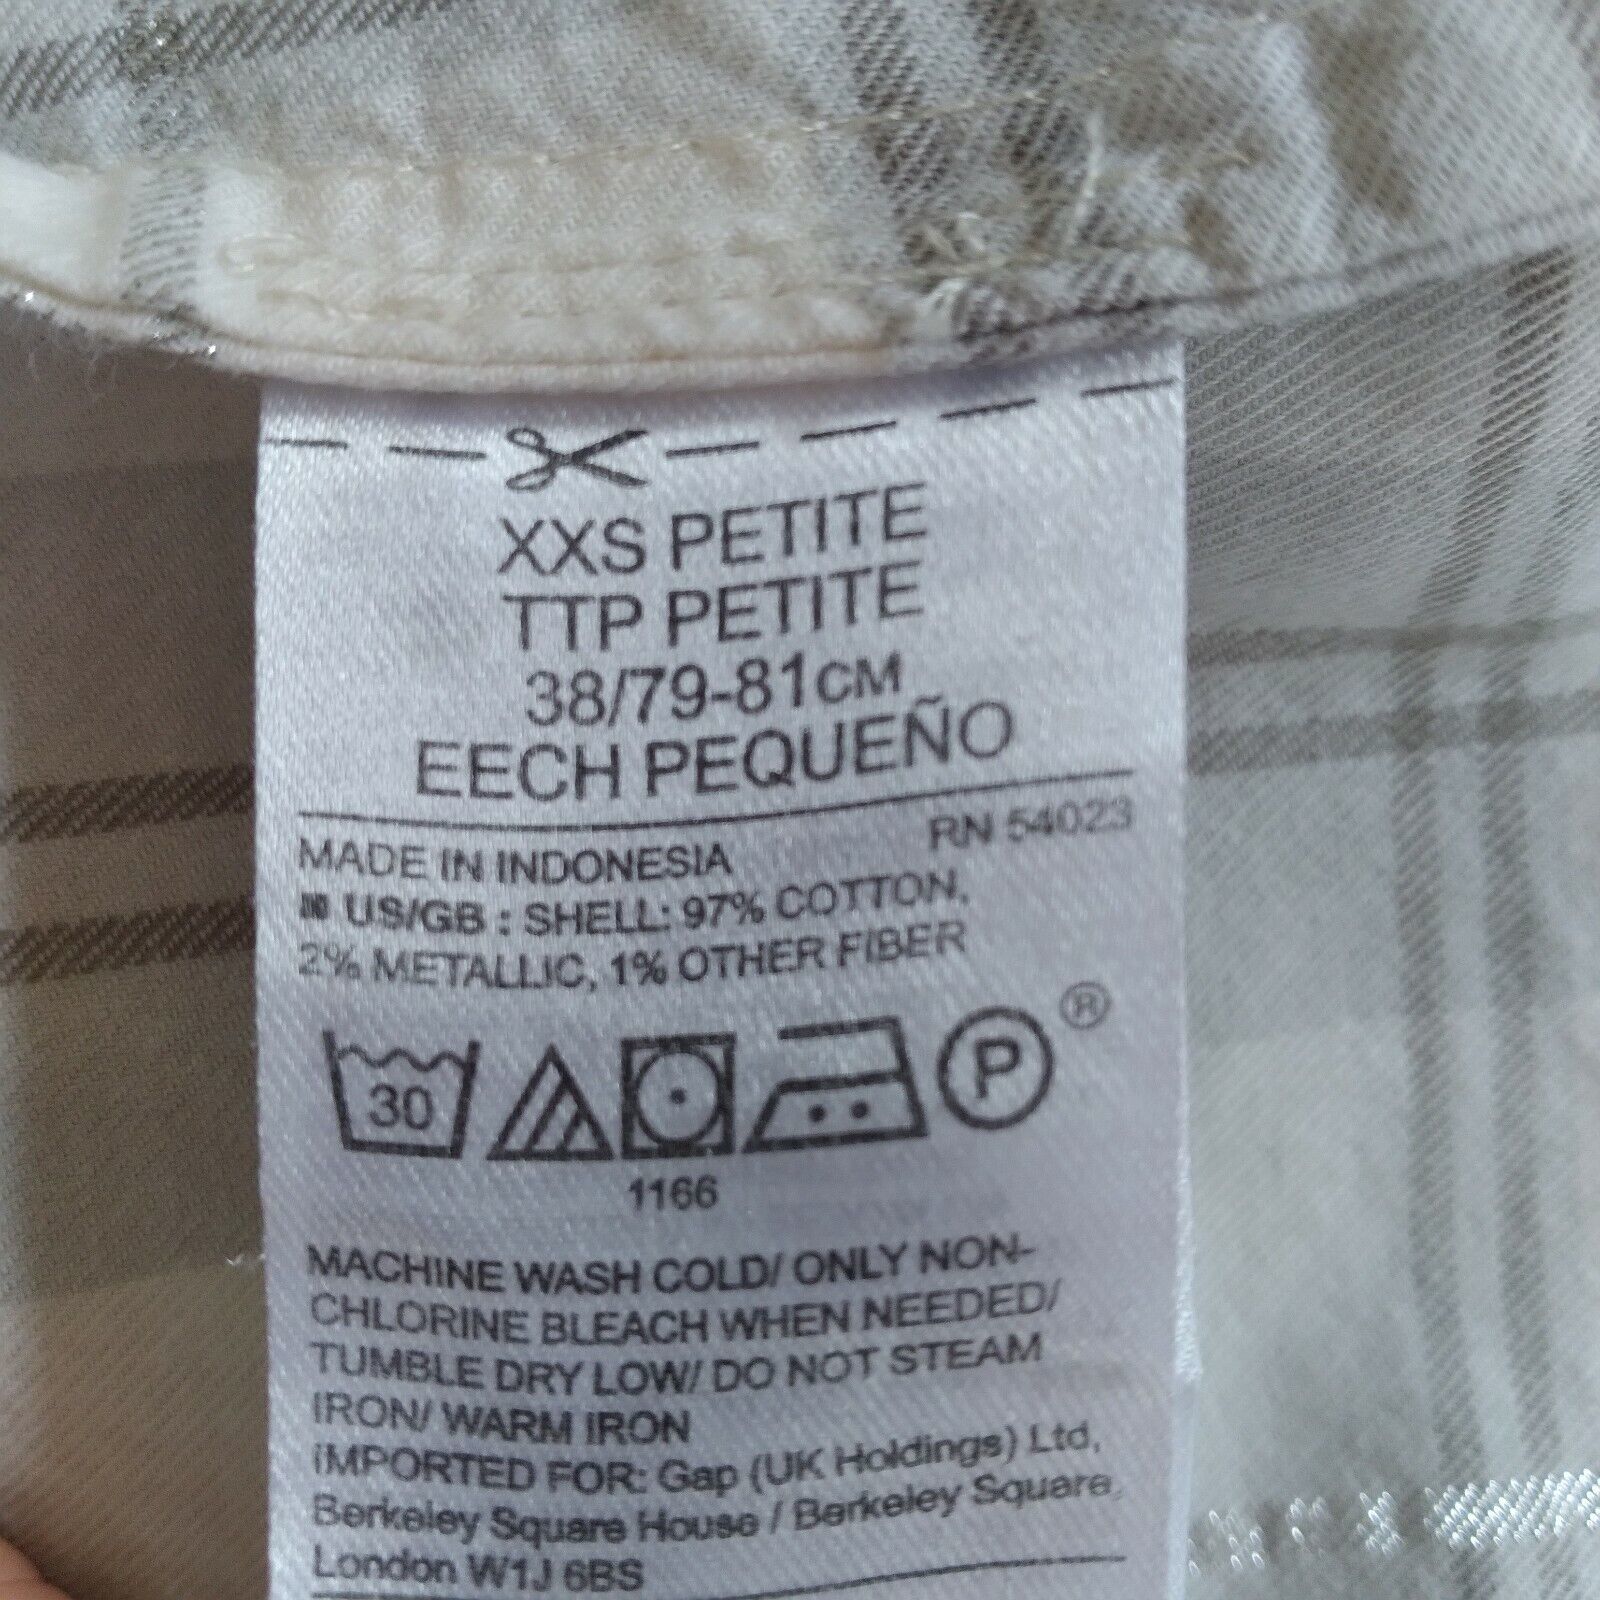 XXS PETITE
TTP PETITE
38/79-81CM
EECH PEQUEÑO
RN 54023
MADE IN INDONESIA
US/GB : SHELL: 97% COTTON,
2% METALLIC, 1% OTHER FIBER
30 P ®
1166
MACHINE WASH COLD/ ONLY NON-
CHLORINE BLEACH WHEN NEEDED/
TUMBLE DRY LOW/ DO NOT STEAM
IRON/ WARM IRON
IMPORTED FOR: Gap (UK Holdings) Ltd,
Berkeley Square House / Berkeley Square,
London W1J 6BS